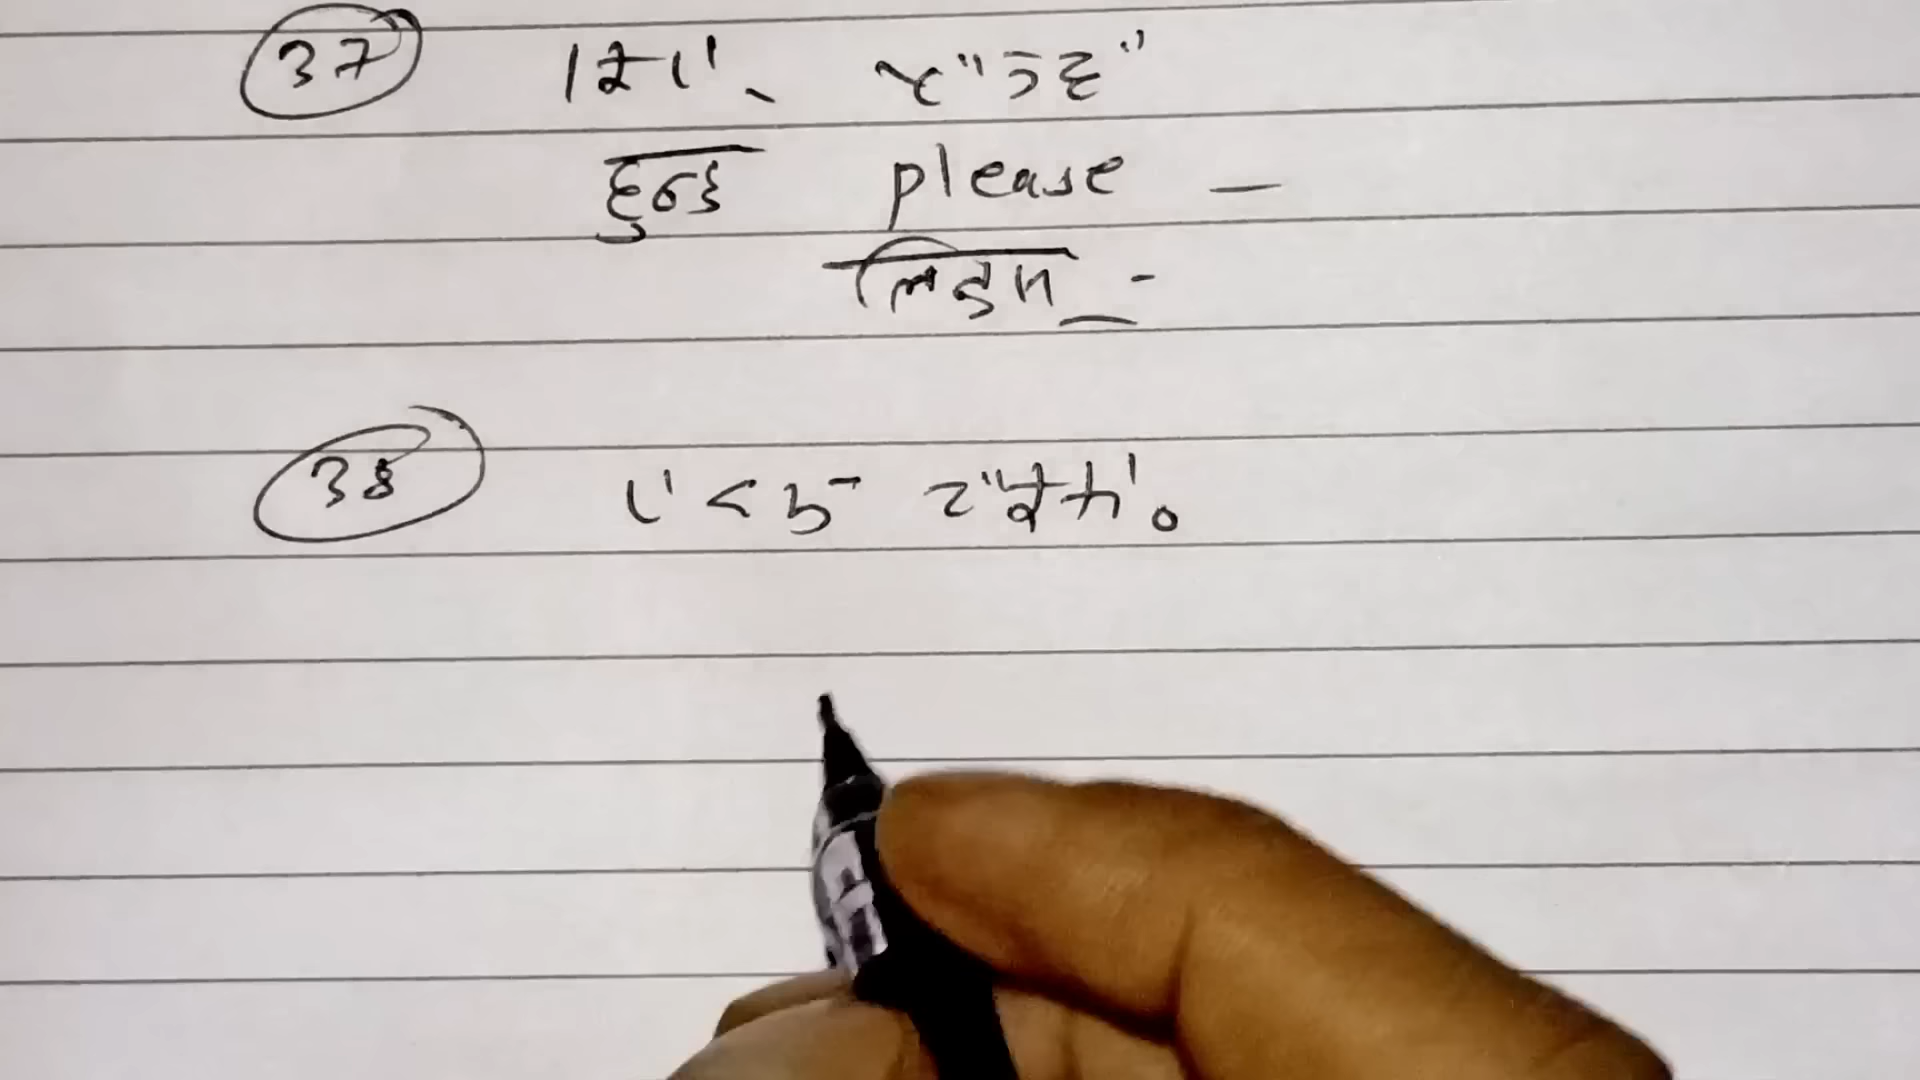 37 はい、どうぞ
हुन्छ please –
लिनुस् -
38 いくらですか。